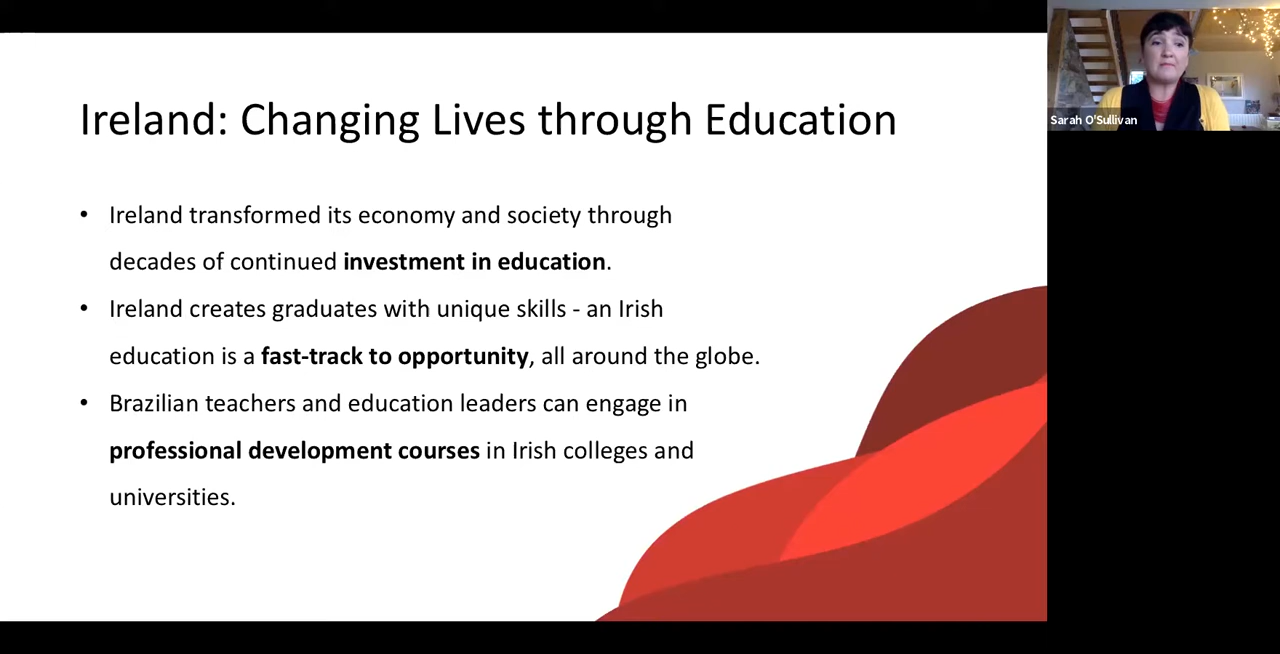 Ireland: Changing Lives through Education
• Ireland transformed its economy and society through
decades of continued investment in education.
• Ireland creates graduates with unique skills - an Irish
education is a fast-track to opportunity, all around the globe.
• Brazilian teachers and education leaders can engage in
professional development courses in Irish colleges and
universities.
Sarah O'Sullivan